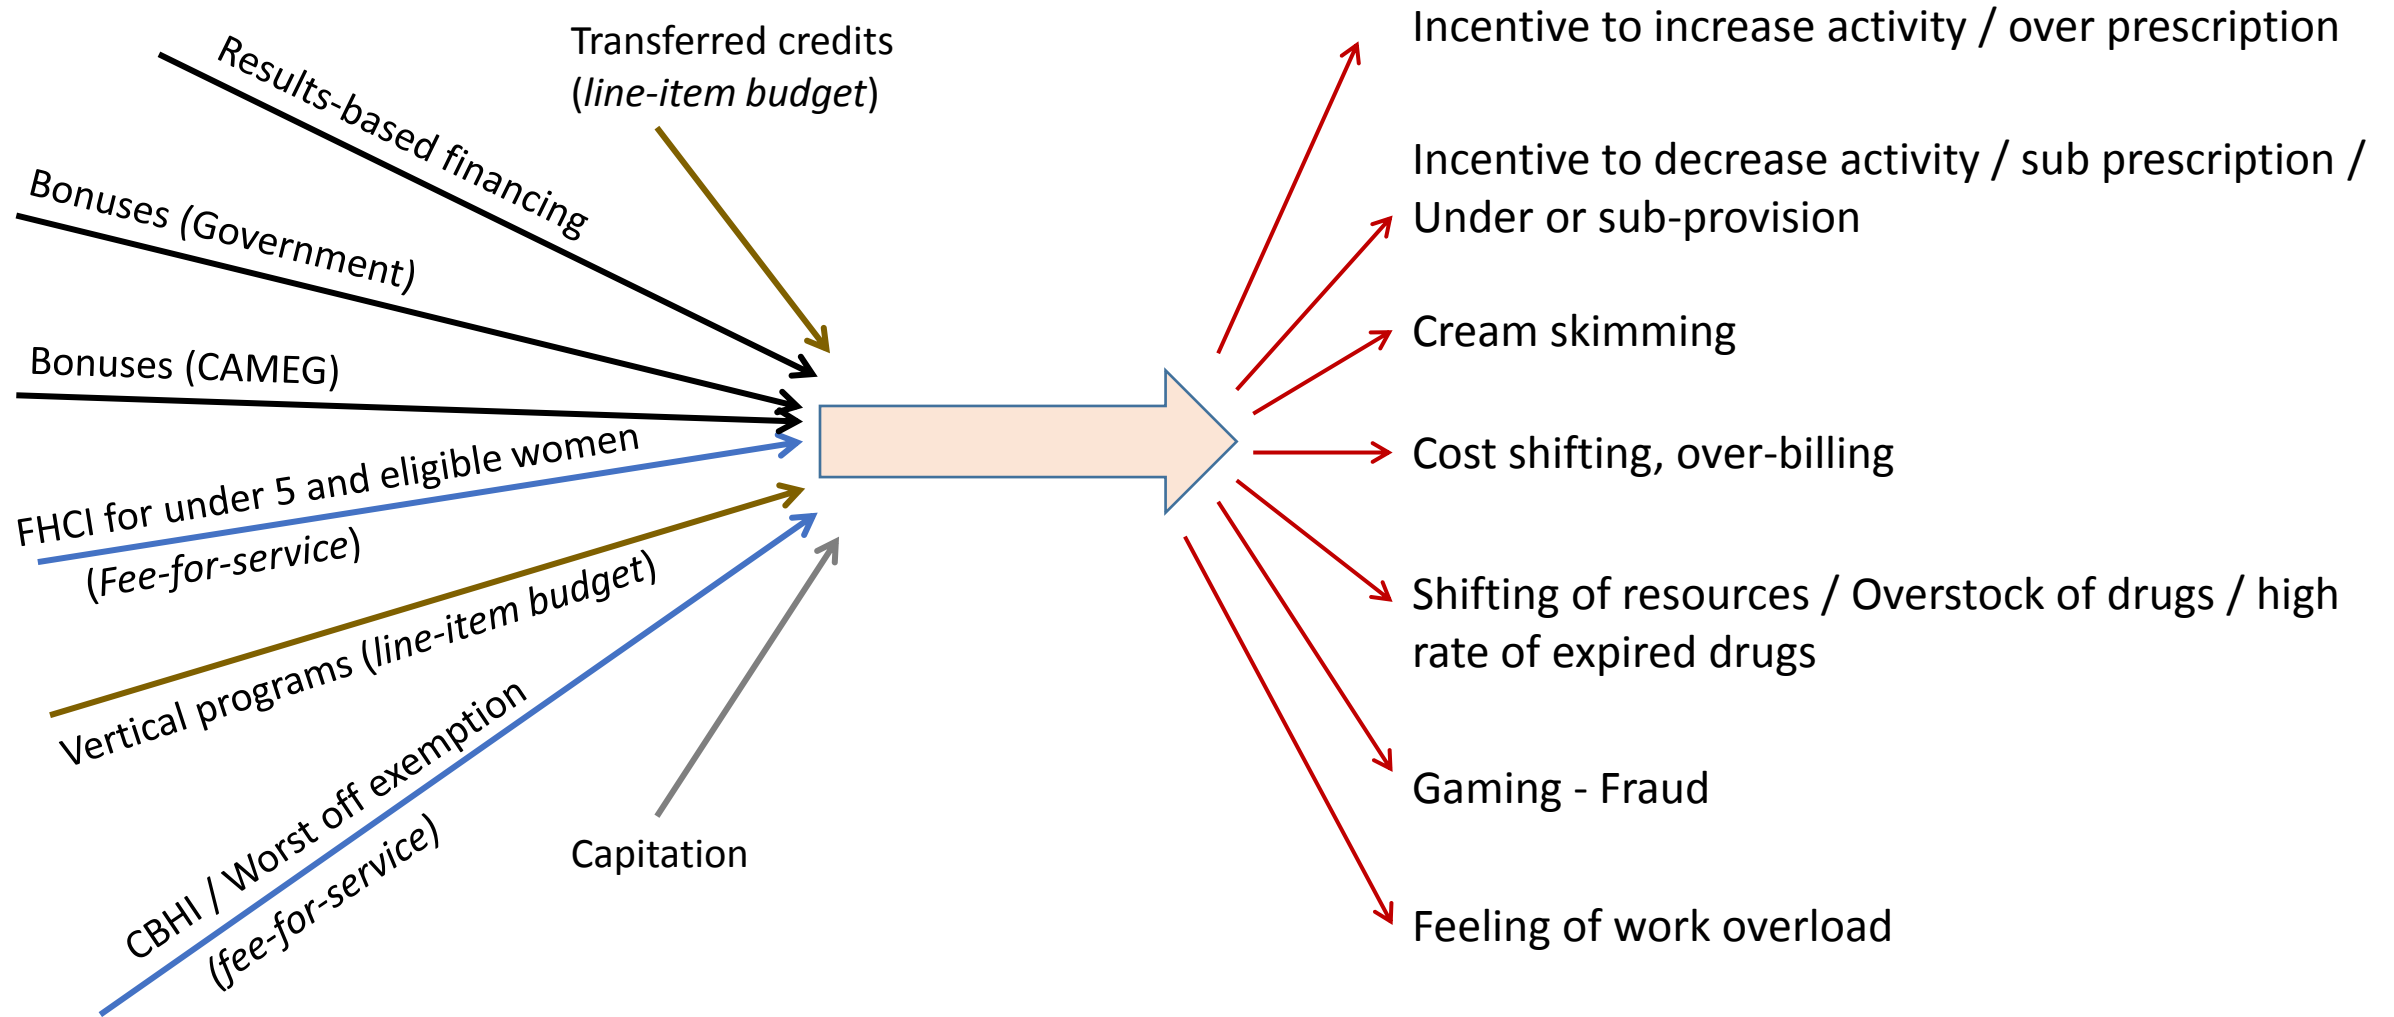 Results-based financing
Transferred credits
(line-item budget)
Bonuses (Government)
Bonuses (CAMEG)
FHCI for under 5 and eligible women
(Fee-for-service)
Vertical programs (line-item budget)
CBHI / Worst off exemption
(fee-for-service)
Capitation
Incentive to increase activity / over prescription
Incentive to decrease activity / sub prescription /
Under or sub-provision
Cream skimming
Cost shifting, over-billing
Shifting of resources / Overstock of drugs / high
rate of expired drugs
Gaming - Fraud
Feeling of work overload